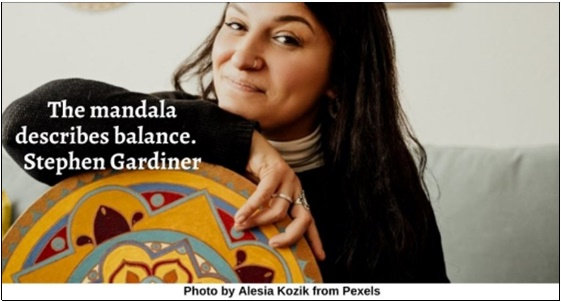 The mandala
describes balance.
Stephen Gardiner
Photo by Alesia Kozik from Pexels